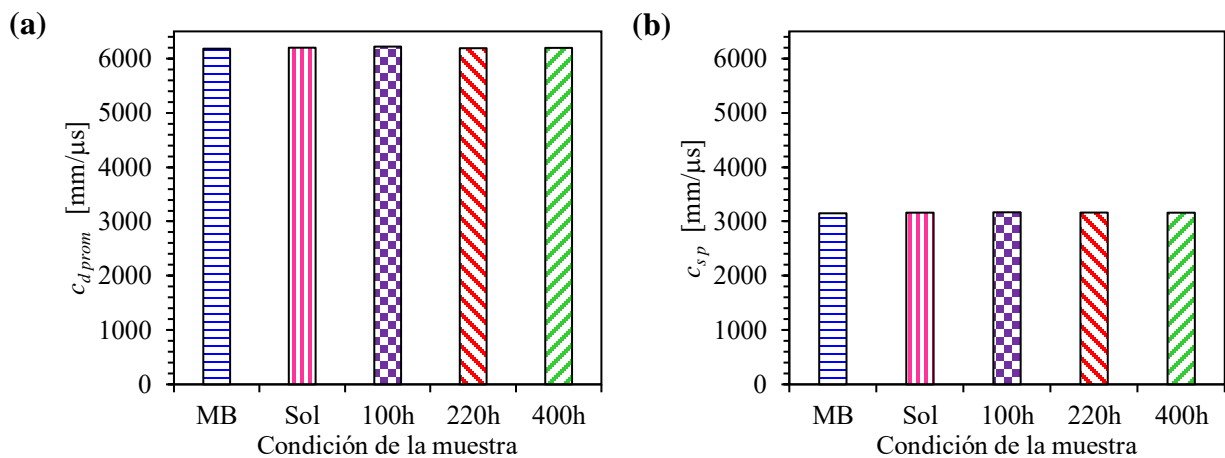 (a)
c_d prom [mm/µs]
6000
5000
4000
3000
2000
1000
0
MB Sol 100h 220h 400h
Condición de la muestra
(b)
c_s p [mm/µs]
6000
5000
4000
3000
2000
1000
0
MB Sol 100h 220h 400h
Condición de la muestra